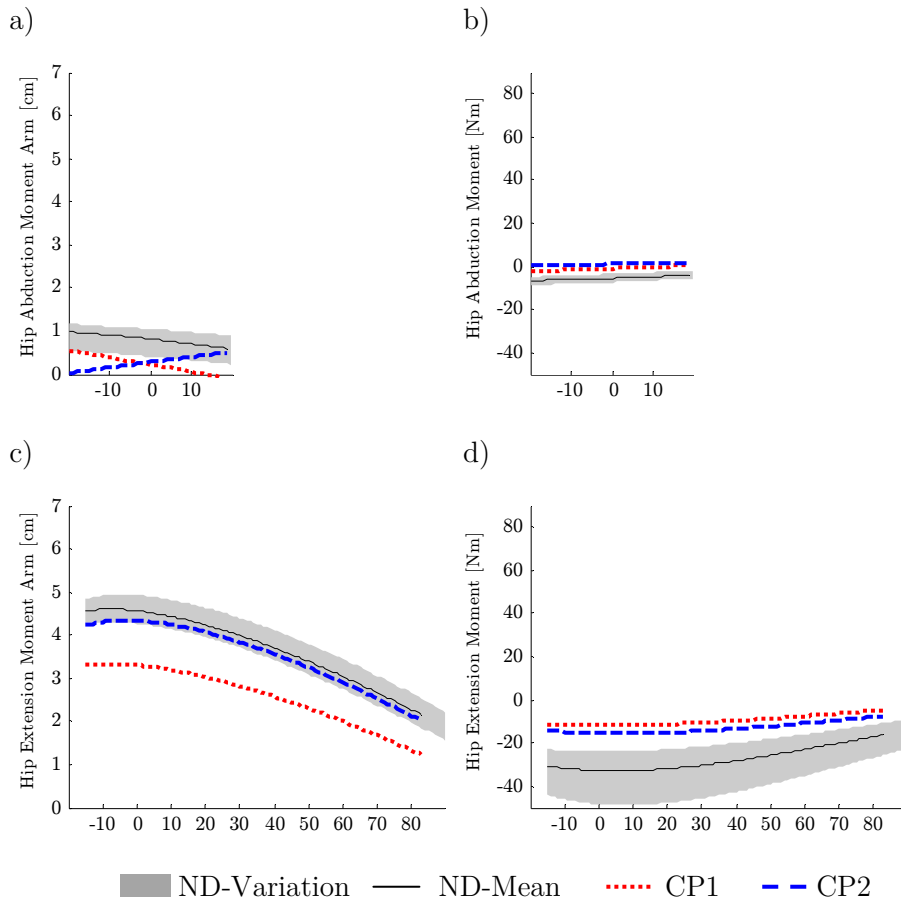 a)
Hip Abduction Moment Arm [cm]
7
6
5
4
3
2
1
0
-10 0 10
b)
Hip Abduction Moment [Nm]
80
60
40
20
0
-20
-40
-10 0 10
c)
Hip Extension Moment Arm [cm]
7
6
5
4
3
2
1
0
-10 0 10 20 30 40 50 60 70 80
d)
Hip Extension Moment [Nm]
80
60
40
20
0
-20
-40
-10 0 10 20 30 40 50 60 70 80
ND-Variation ND-Mean CP1 CP2